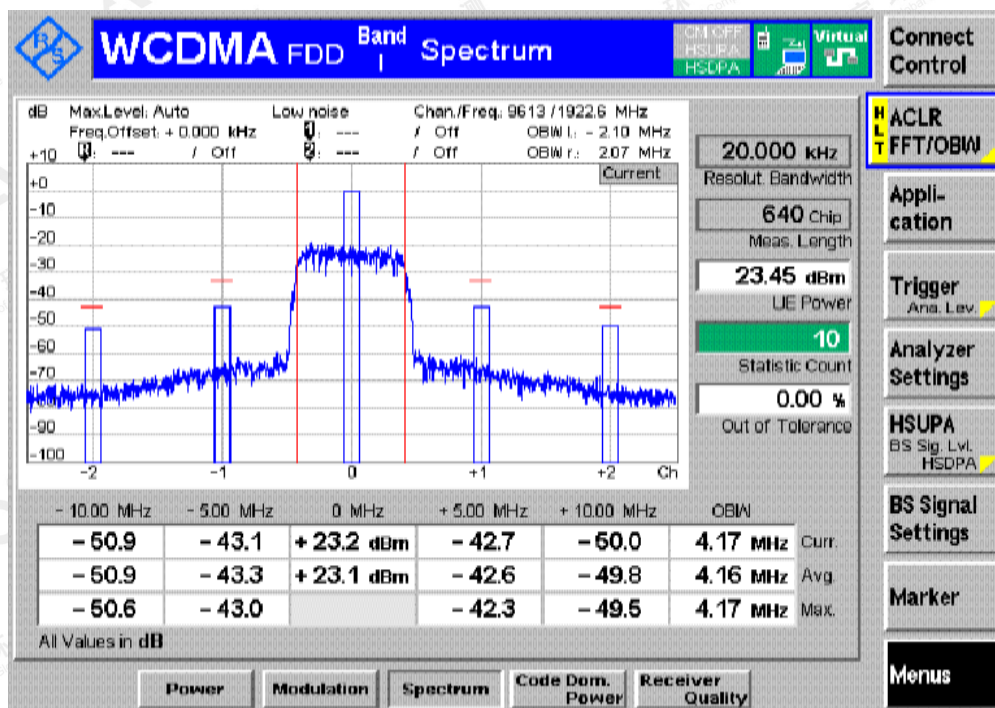 WCDMA FDD Band I Spectrum
CM OFF
HSUPA
HSDPA
Virtual
Connect Control
dB Max.Level: Auto Low noise Chan./Freq.: 9613 /1922.6 MHz
Freq.Offset: + 0.000 kHz 1: --- / Off OBW l.: - 2.10 MHz
R: --- / Off 2: --- / Off OBW r.: 2.07 MHz
Current
+10
+0
-10
-20
-30
-40
-50
-60
-70
-80
-90
-100
-2 -1 0 +1 +2 Ch
20.000 kHz
Resolut. Bandwidth
640 Chip
Meas. Length
23.45 dBm
UE Power
10
Statistic Count
0.00 %
Out of Tolerance
- 10.00 MHz - 5.00 MHz 0 MHz + 5.00 MHz + 10.00 MHz OBW
- 50.9 - 43.1 + 23.2 dBm - 42.7 - 50.0 4.17 MHz Curr.
- 50.9 - 43.3 + 23.1 dBm - 42.6 - 49.8 4.16 MHz Avg.
- 50.6 - 43.0 - 42.3 - 49.5 4.17 MHz Max.
All Values in dB
HLT
ACLR
FFT/OBW
Appli-
cation
Trigger
Ana. Lev.
Analyzer
Settings
HSUPA
BS Sig. Lvl.
HSDPA
BS Signal
Settings
Marker
Menus
Power Modulation Spectrum Code Dom. Power Receiver Quality